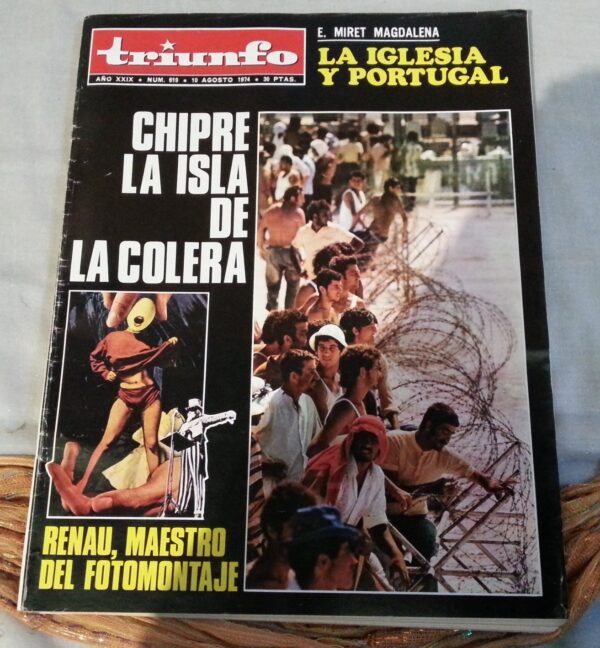 triunfo
AÑO XXIX ★ NUM. 619 ★ 10 AGOSTO 1974 ★ 30 PTAS.
E. MIRET MAGDALENA
LA IGLESIA
Y PORTUGAL
CHIPRE
LA ISLA
DE
LA COLERA
RENAU, MAESTRO
DEL FOTOMONTAJE